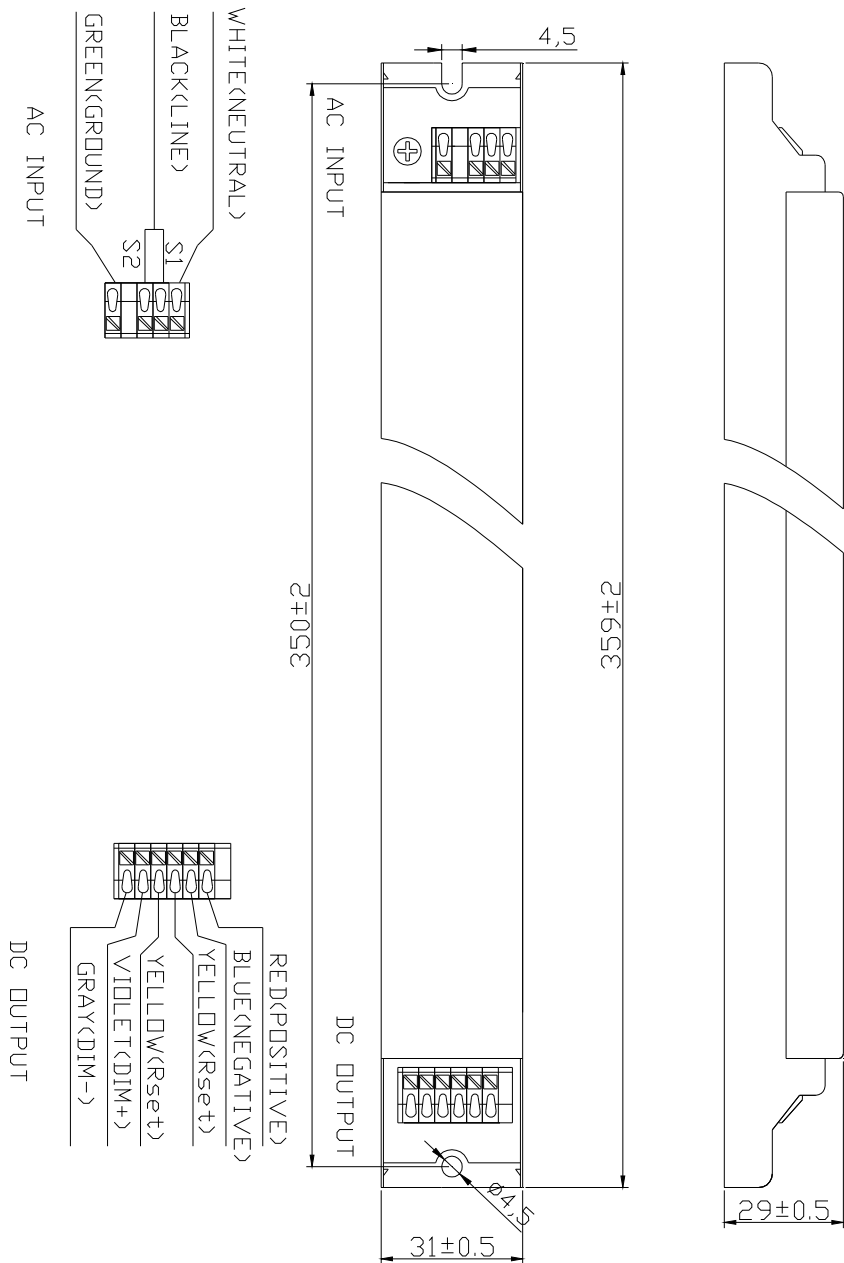 4,5
WHITE(NEUTRAL)
BLACK(LINE)
GREEN(GROUND)
AC INPUT
S1
S2
AC INPUT
350±2
359±2
RED(POSITIVE)
BLUE(NEGATIVE)
YELLOW(Rset)
YELLOW(Rset)
VIOLET(DIM+)
GRAY(DIM-)
DC OUTPUT
DC OUTPUT
ø4,5
31±0.5
29±0.5